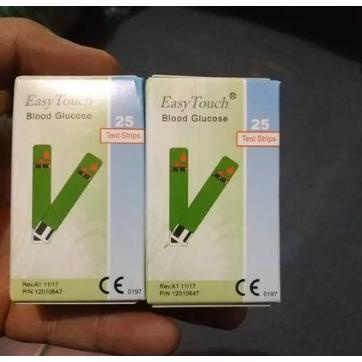 EasyTouch
Blood Glucose
25
Test Strips
Rev.A1 11/17
P/N 12010647
CE 0197
EasyTouch®
Blood Glucose
25
Test Strips
Rev.A1 11/17
P/N 12010647
CE 0197